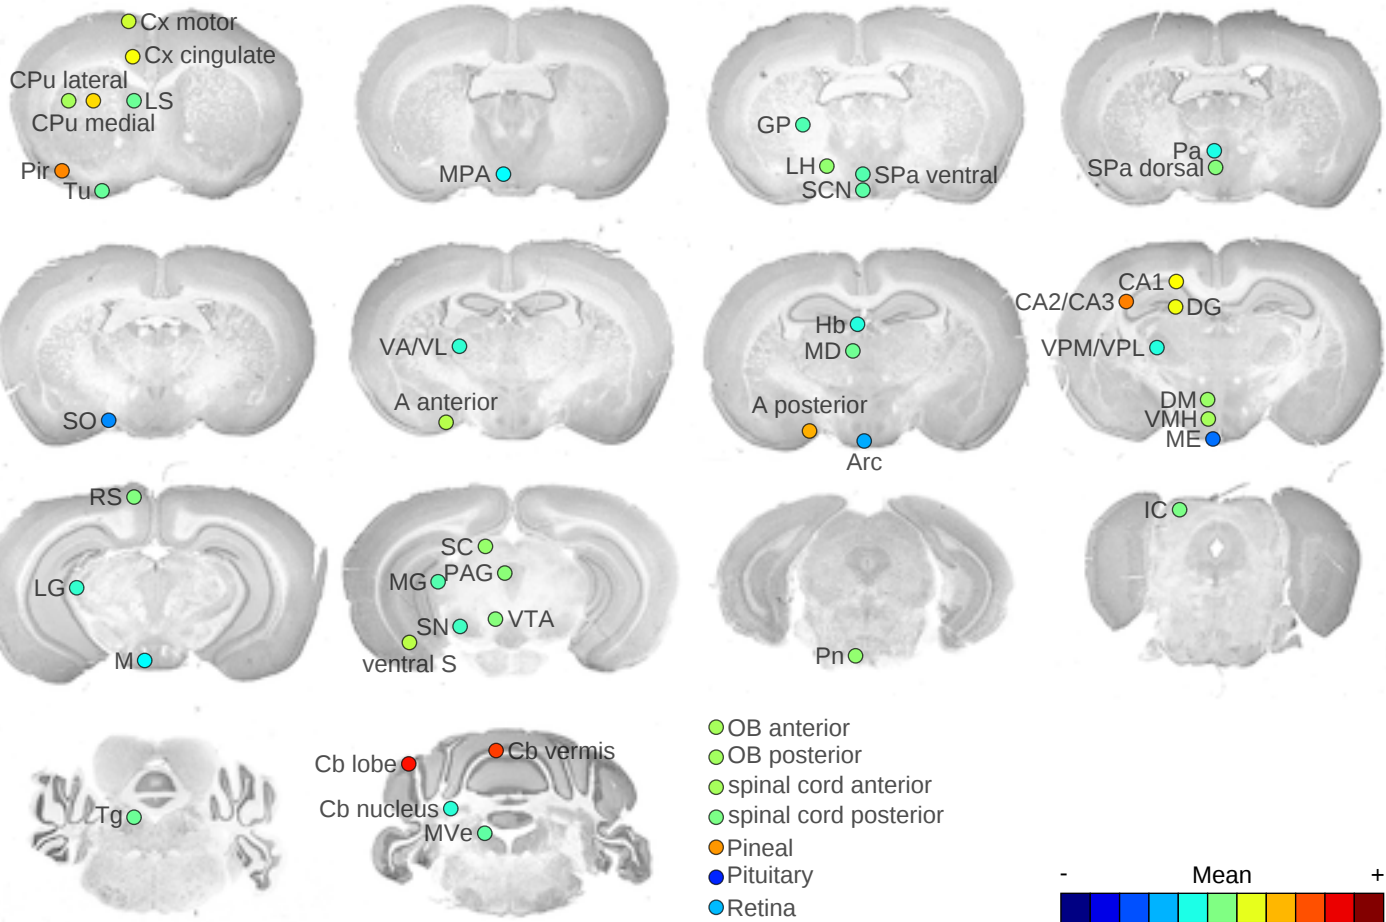 Cx motor
Cx cingulate
CPu lateral
LS
CPu medial
Pir
Tu
MPA
GP
LH
SPa ventral
SCN
Pa
SPa dorsal
SO
VA/VL
A anterior
Hb
MD
A posterior
Arc
CA1
CA2/CA3
DG
VPM/VPL
DM
VMH
ME
RS
LG
M
SC
MG
PAG
SN
VTA
ventral S
Pn
IC
Tg
Cb lobe
Cb vermis
Cb nucleus
MVe
OB anterior
OB posterior
spinal cord anterior
spinal cord posterior
Pineal
Pituitary
Retina
- Mean +